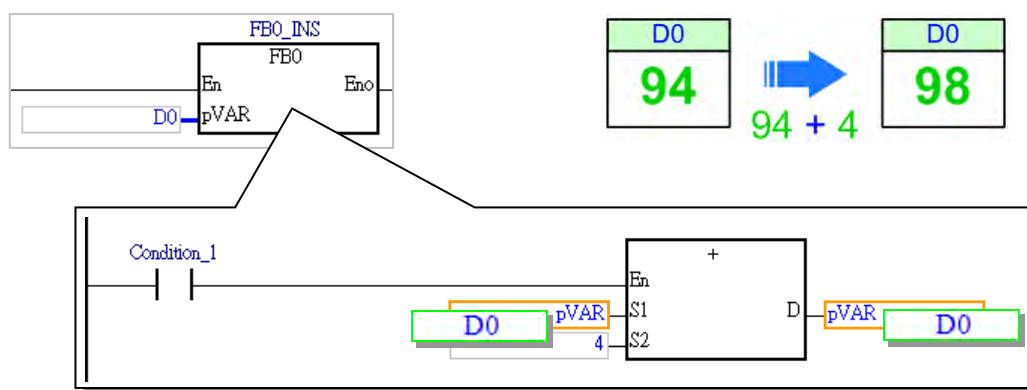 FB0_INS
FB0
En Eno
D0 pVAR
D0 D0
94 98
94 + 4
Condition_1
+
En
pVAR S1 D pVAR
D0 D0
4 S2